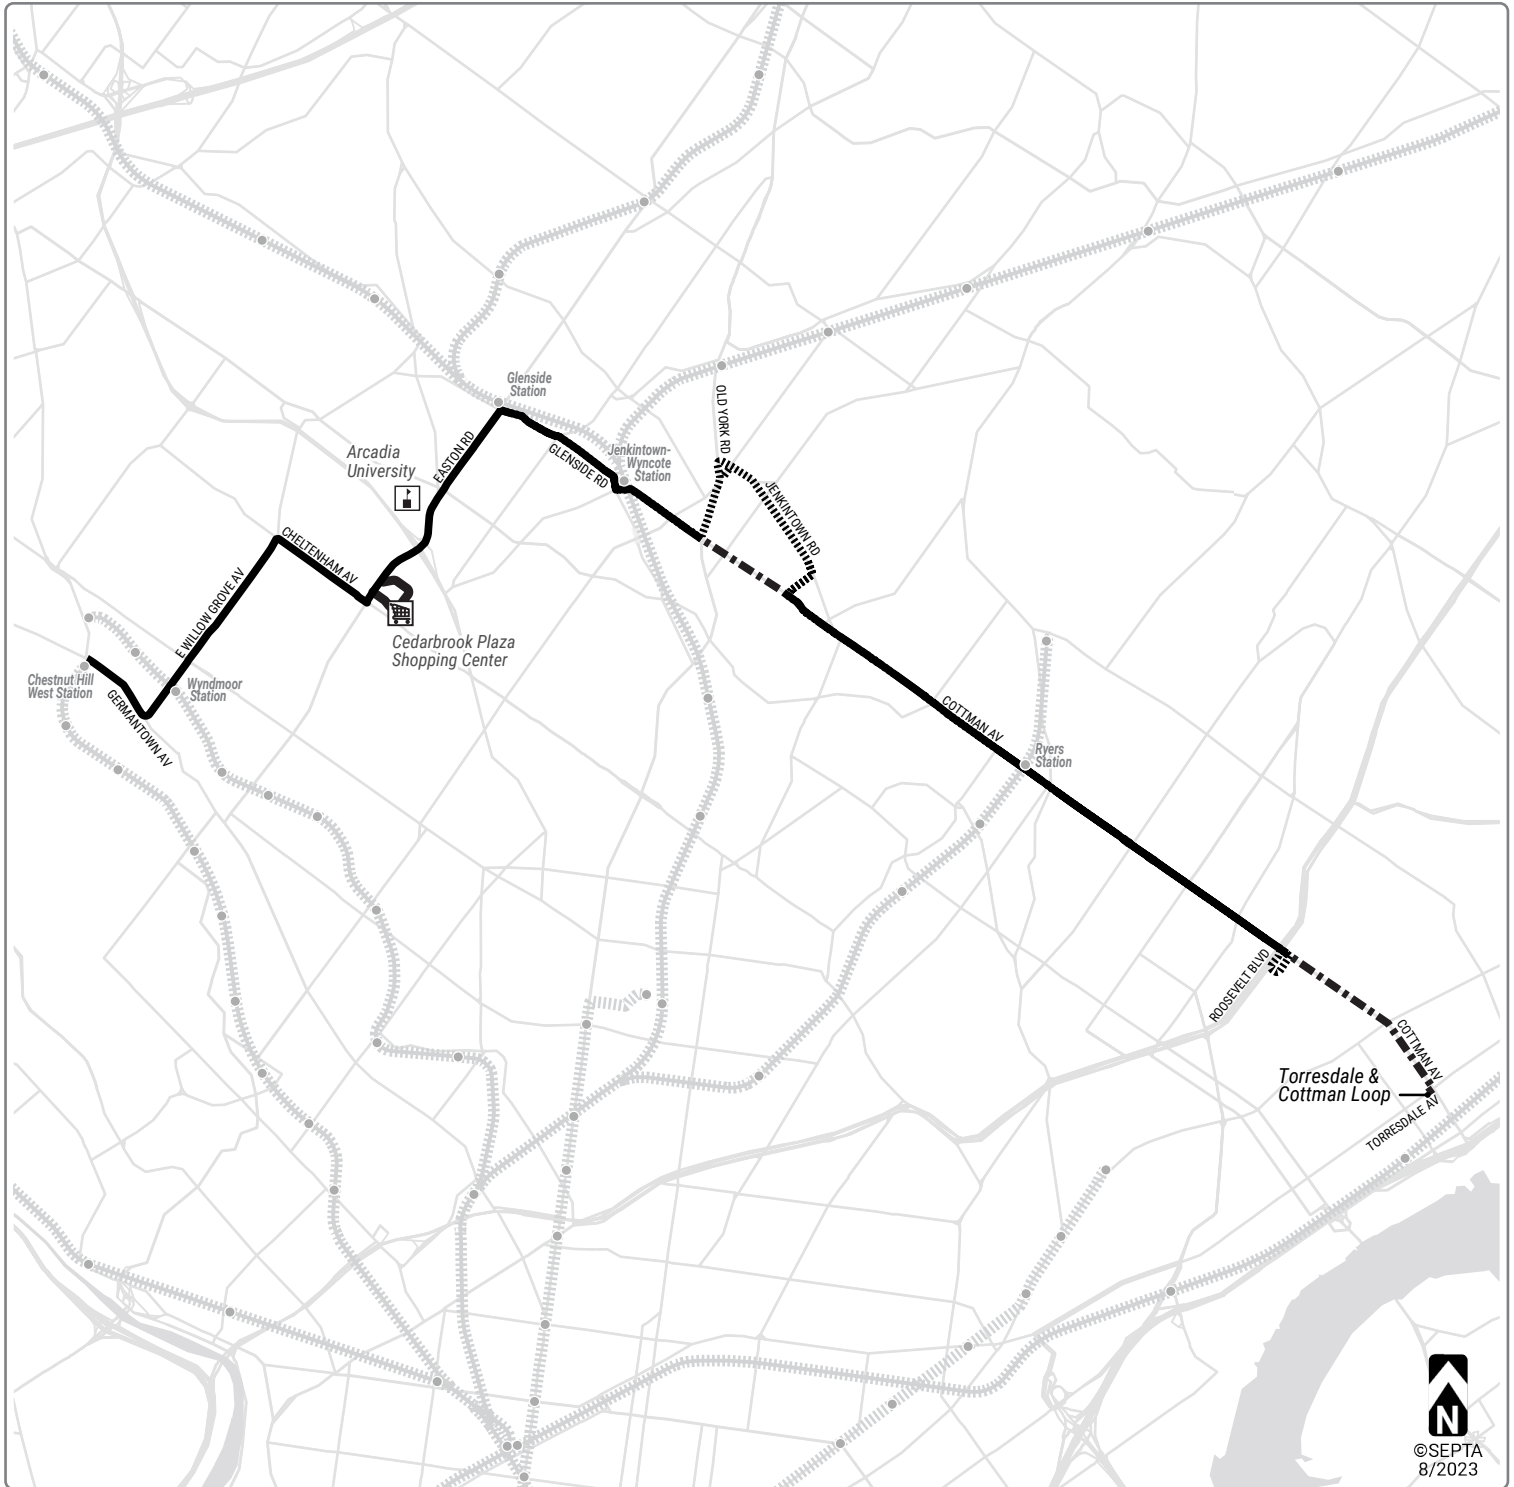 Glenside
Station
OLD YORK RD
Arcadia
University
EASTON RD
GLENSIDE RD
Jenkintown-
Wyncote
Station
JENKINTOWN RD
CHELTENHAM AV
E WILLOW GROVE AV
Cedarbrook Plaza
Shopping Center
Chestnut Hill
West Station
Wyndmoor
Station
GERMANTOWN AV
COTTMAN AV
Ryers
Station
ROOSEVELT BLVD
COTTMAN AV
Torresdale &
Cottman Loop
TORRESDALE AV
N
©SEPTA
8/2023